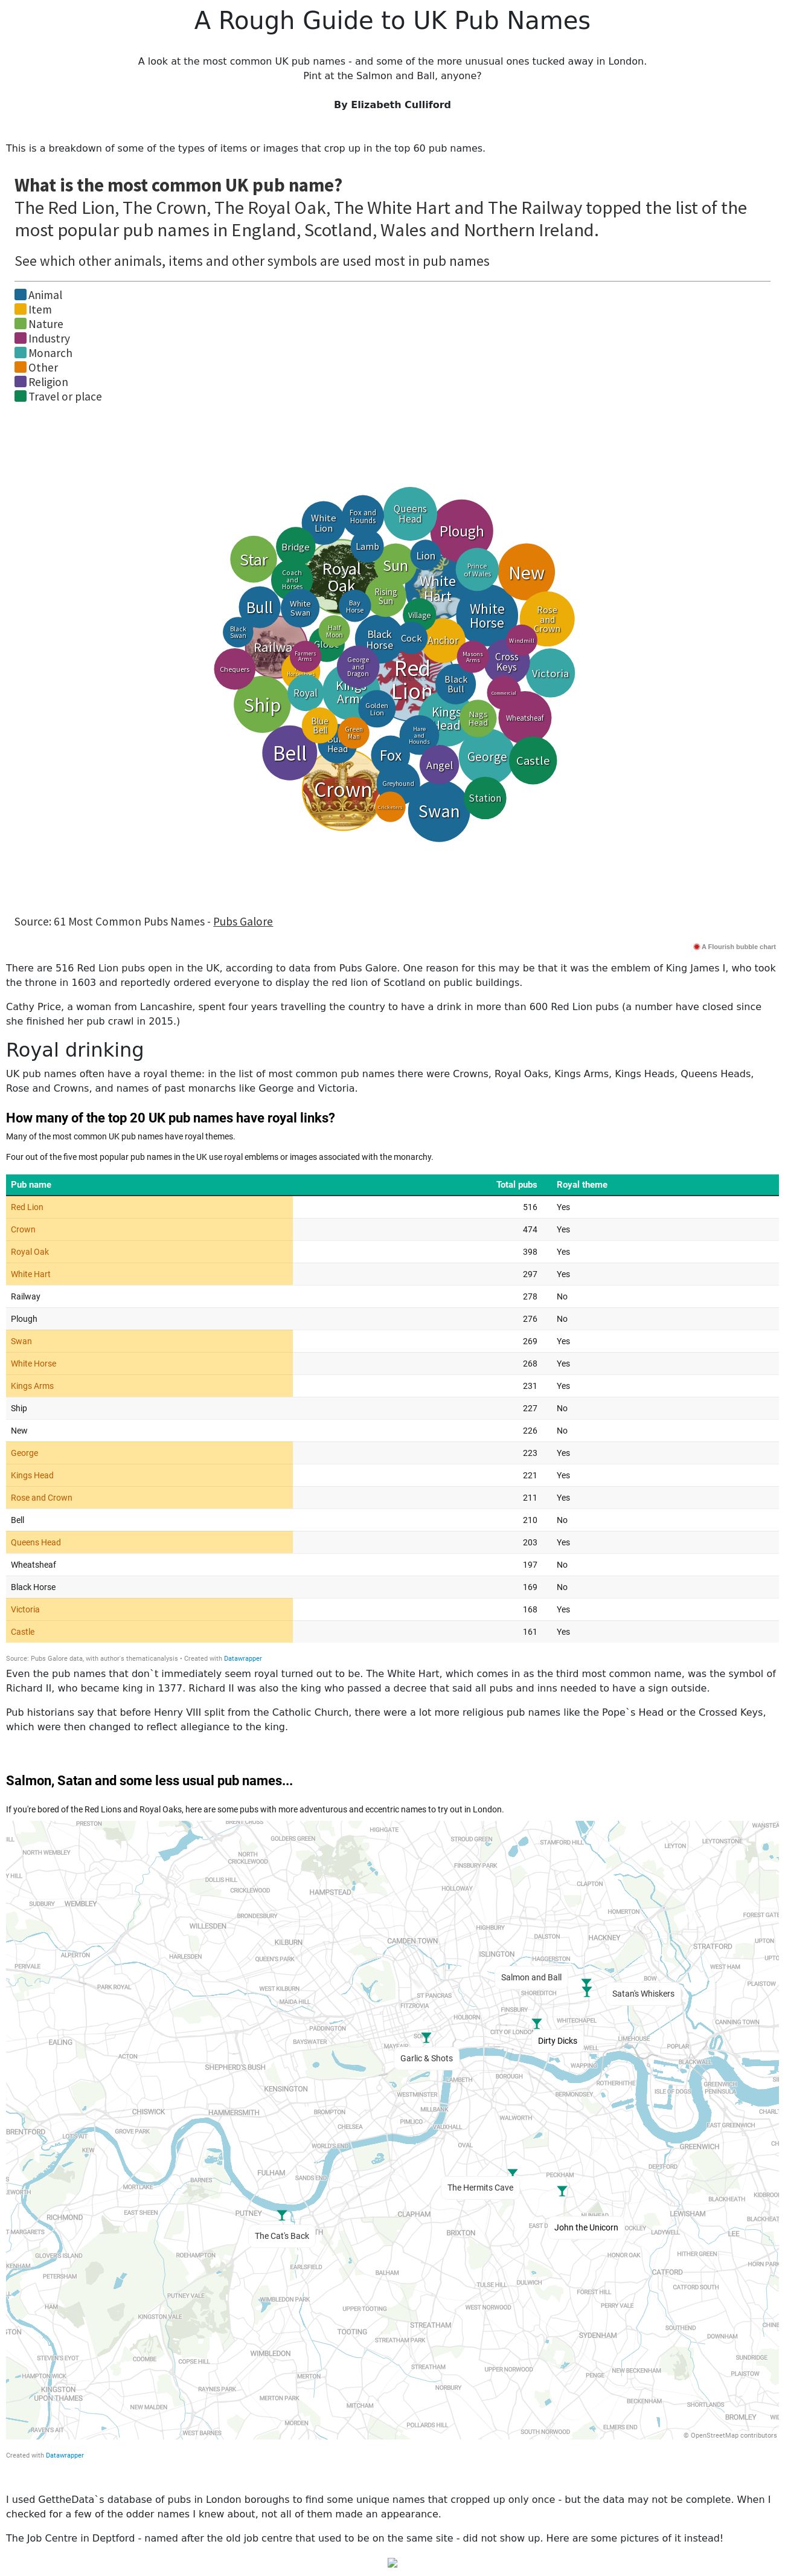 A Rough Guide to UK Pub Names
A look at the most common UK pub names - and some of the more unusual ones tucked away in London.
Pint at the Salmon and Ball, anyone?
By Elizabeth Culliford
This is a breakdown of some of the types of items or images that crop up in the top 60 pub names.
What is the most common UK pub name?
The Red Lion, The Crown, The Royal Oak, The White Hart and The Railway topped the list of the
most popular pub names in England, Scotland, Wales and Northern Ireland.
See which other animals, items and other symbols are used most in pub names
Animal
Item
Nature
Industry
Monarch
Other
Religion
Travel or place
Queens
Head
White
Lion
Fox and
Hounds
Plough
Bridge
Lamb
Lion
Star
Royal
Oak
Sun
Prince
of Wales
New
Coach
and
Horses
White
Hart
Rising
Sun
Bull
White
Swan
Bay
Horse
Village
White
Horse
Rose
and
Crown
Black
Swan
Half
Moon
Black
Horse
Cock
Anchor
Windmill
Farmers
Arms
Masons
Arms
Cross
Keys
Chequers
George
and
Dragon
Red
Lion
Victoria
Royal
Black
Bull
Commercial
Ship
Golden
Lion
Kings
Nags
Head
Wheatsheaf
Blue
Bell
Green
Man
Hare
and
Hounds
Bell
Head
Fox
Angel
George
Castle
Crown
Greyhound
Station
Cricketers
Swan
Source: 61 Most Common Pubs Names - Pubs Galore
A Flourish bubble chart
There are 516 Red Lion pubs open in the UK, according to data from Pubs Galore. One reason for this may be that it was the emblem of King James I, who took
the throne in 1603 and reportedly ordered everyone to display the red lion of Scotland on public buildings.
Cathy Price, a woman from Lancashire, spent four years travelling the country to have a drink in more than 600 Red Lion pubs (a number have closed since
she finished her pub crawl in 2015.)
Royal drinking
UK pub names often have a royal theme: in the list of most common pub names there were Crowns, Royal Oaks, Kings Arms, Kings Heads, Queens Heads,
Rose and Crowns, and names of past monarchs like George and Victoria.
How many of the top 20 UK pub names have royal links?
Many of the most common UK pub names have royal themes.
Four out of the five most popular pub names in the UK use royal emblems or images associated with the monarchy.
Pub name Total pubs Royal theme
Red Lion 516 Yes
Crown 474 Yes
Royal Oak 398 Yes
White Hart 297 Yes
Railway 278 No
Plough 276 No
Swan 269 Yes
White Horse 268 Yes
Kings Arms 231 Yes
Ship 227 No
New 226 No
George 223 Yes
Kings Head 221 Yes
Rose and Crown 211 Yes
Bell 210 No
Queens Head 203 Yes
Wheatsheaf 197 No
Black Horse 169 No
Victoria 168 Yes
Castle 161 Yes
Source: Pubs Galore data, with author's thematicanalysis • Created with Datawrapper
Even the pub names that don`t immediately seem royal turned out to be. The White Hart, which comes in as the third most common name, was the symbol of
Richard II, who became king in 1377. Richard II was also the king who passed a decree that said all pubs and inns needed to have a sign outside.
Pub historians say that before Henry VIII split from the Catholic Church, there were a lot more religious pub names like the Pope`s Head or the Crossed Keys,
which were then changed to reflect allegiance to the king.
Salmon, Satan and some less usual pub names...
If you're bored of the Red Lions and Royal Oaks, here are some pubs with more adventurous and eccentric names to try out in London.
PRESTON
GOLDERS GREEN
HIGHGATE
STROUD GREEN
STAMFORD HILL
LEYTON
LEYTONSTONE
NORTH WEMBLEY
NORTH
CRICKLEWOOD
FINSBURY PARK
DOLLIS HILL
CRICKLEWOOD
HAMPSTEAD
HOLLOWAY
CLAPTON
SUDBURY
WEMBLEY
HOMERTON
BRONDESBURY
WILLESDEN
HIGHBURY
KILBURN
CAMDEN TOWN
DALSTON
HACKNEY
STRATFORD
UPTON
ALPERTON
HARLESDEN
QUEEN'S PARK
ISLINGTON
HAGGERSTON
PERIVALE
WEST HAM
PARK ROYAL
WEST KILBURN
MAIDA HILL
ST PANCRAS
FITZROVIA
Salmon and Ball
BOW
PLAISTOW
SHOREDITCH
Satan's Whiskers
FINSBURY
HOLBORN
WHITECHAPEL
CANNING TOWN
PADDINGTON
CITY OF LONDON
EALING
BAYSWATER
Dirty Dicks
LIMEHOUSE
POPLAR
ACTON
Garlic & Shots
WAPPING
BLACKWALL
SHEPHERD'S BUSH
BOROUGH
ROTHERHITHE
KENSINGTON
WESTMINSTER
BERMONDSEY
ISLE OF DOGS
GREENWICH
PENINSULA
CHISWICK
HAMMERSMITH
BROMPTON
MILLBANK
PIMLICO
WALWORTH
BRENTFORD
GROVE PARK
CHELSEA
VAUXHALL
EAST GREENWICH
KEW
WORLD'S END
OVAL
GREENWICH
DEPTFORD
BARNES
FULHAM
SANDS END
PECKHAM
MORTLAKE
The Hermits Cave
BLACKHEATH
RICHMOND
EAST SHEEN
PUTNEY
CLAPHAM
LEWISHAM
The Cat's Back
BRIXTON
John the Unicorn
LADYWELL
LEE
ROEHAMPTON
HONOR OAK
HITHER GREEN
EARLSFIELD
PETERSHAM
BALHAM
CATFORD
TULSE HILL
DULWICH
CATFORD SOUTH
PUTNEY VALE
FOREST HILL
HAM
WIMBLEDON PARK
UPPER TOOTING
WEST NORWOOD
PERRY VALE
KINGSTON VALE
STREATHAM
TOOTING
STREATHAM PARK
SYDENHAM
SOUTHEND
DOWNHAM
WIMBLEDON
COOMBE
COPSE HILL
STREATHAM
UPPER NORWOOD
NEW BECKENHAM
PENGE
PLAISTOW
SUNDRIDGE
MERTON
KINGSTON
UPON THAMES
RAYNES PARK
NORBURY
MERTON PARK
BECKENHAM
SHORTLANDS
NEW MALDEN
MITCHAM
MORDEN
POLLARDS HILL
BROMLEY
WEST BARNES
SOUTH NORWOOD
ELMERS END
© OpenStreetMap contributors
Created with Datawrapper
I used GettheData`s database of pubs in London boroughs to find some unique names that cropped up only once - but the data may not be complete. When I
checked for a few of the odder names I knew about, not all of them made an appearance.
The Job Centre in Deptford - named after the old job centre that used to be on the same site - did not show up. Here are some pictures of it instead!